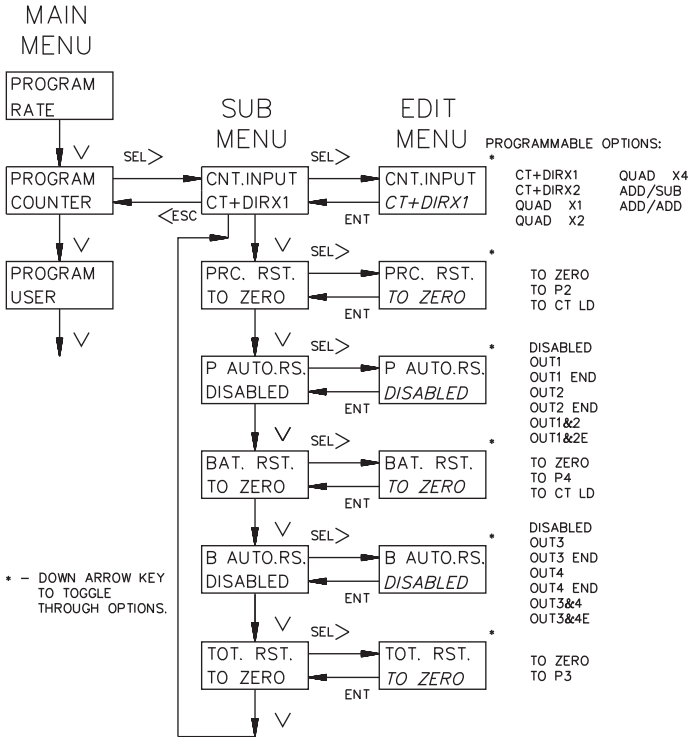 MAIN
MENU
PROGRAM
RATE
SUB
MENU
EDIT
MENU
PROGRAMMABLE OPTIONS:
∨
SEL>
SEL>
*
PROGRAM
COUNTER
CNT.INPUT
CT+DIRX1
CNT.INPUT
CT+DIRX1
CT+DIRX1
CT+DIRX2
QUAD X1
QUAD X2
QUAD X4
ADD/SUB
ADD/ADD
<ESC
ENT
∨
∨
SEL>
*
PROGRAM
USER
PRC. RST.
TO ZERO
PRC. RST.
TO ZERO
TO ZERO
TO P2
TO CT LD
ENT
∨
∨
SEL>
*
P AUTO.RS.
DISABLED
P AUTO.RS.
DISABLED
DISABLED
OUT1
OUT1 END
OUT2
OUT2 END
OUT1&2
OUT1&2E
ENT
∨
SEL>
*
BAT. RST.
TO ZERO
BAT. RST.
TO ZERO
TO ZERO
TO P4
TO CT LD
ENT
∨
SEL>
*
B AUTO.RS.
DISABLED
B AUTO.RS.
DISABLED
DISABLED
OUT3
OUT3 END
OUT4
OUT4 END
OUT3&4
OUT3&4E
ENT
* – DOWN ARROW KEY
TO TOGGLE
THROUGH OPTIONS.
∨
SEL>
*
TOT. RST.
TO ZERO
TOT. RST.
TO ZERO
TO ZERO
TO P3
ENT
∨